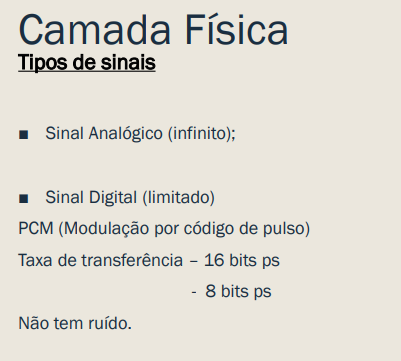 Camada Física
Tipos de sinais
■ Sinal Analógico (infinito);
■ Sinal Digital (limitado)
PCM (Modulação por código de pulso)
Taxa de transferência – 16 bits ps
- 8 bits ps
Não tem ruído.